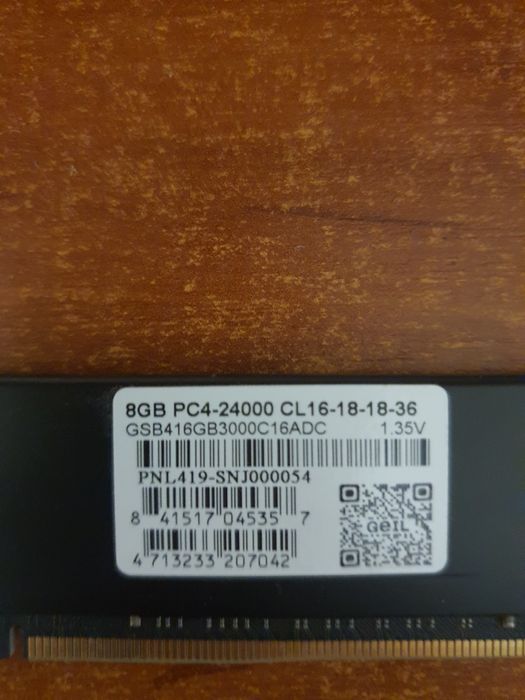 8GB PC4-24000 CL16-18-18-36
GSB416GB3000C16ADC 1.35V
PNL419-SNJ000054
8 41517 04535 7
GeIL
4 713233 207042